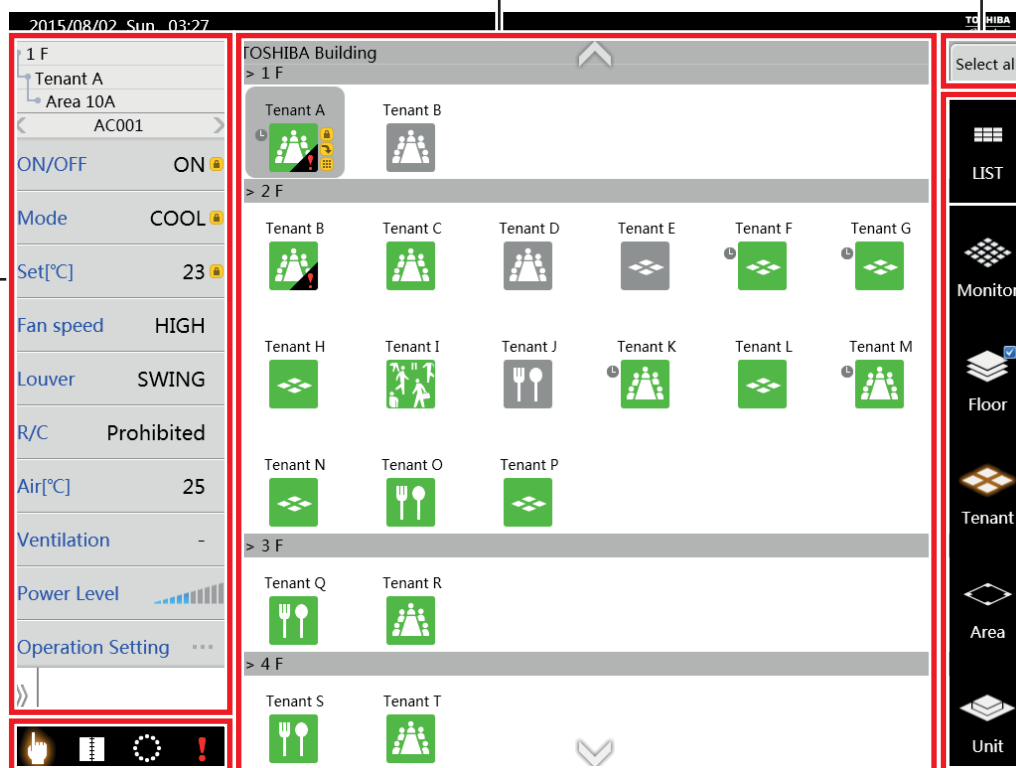 2015/08/02 Sun. 03:27
TOSHIBA
1 F
Tenant A
Area 10A
AC001
ON/OFF ON
Mode COOL
Set[℃] 23
Fan speed HIGH
Louver SWING
R/C Prohibited
Air[℃] 25
Ventilation -
Power Level
Operation Setting ...
TOSHIBA Building
> 1 F
Tenant A Tenant B
> 2 F
Tenant B Tenant C Tenant D Tenant E Tenant F Tenant G
Tenant H Tenant I Tenant J Tenant K Tenant L Tenant M
Tenant N Tenant O Tenant P
> 3 F
Tenant Q Tenant R
> 4 F
Tenant S Tenant T
Select all
LIST
Monitor
Floor
Tenant
Area
Unit